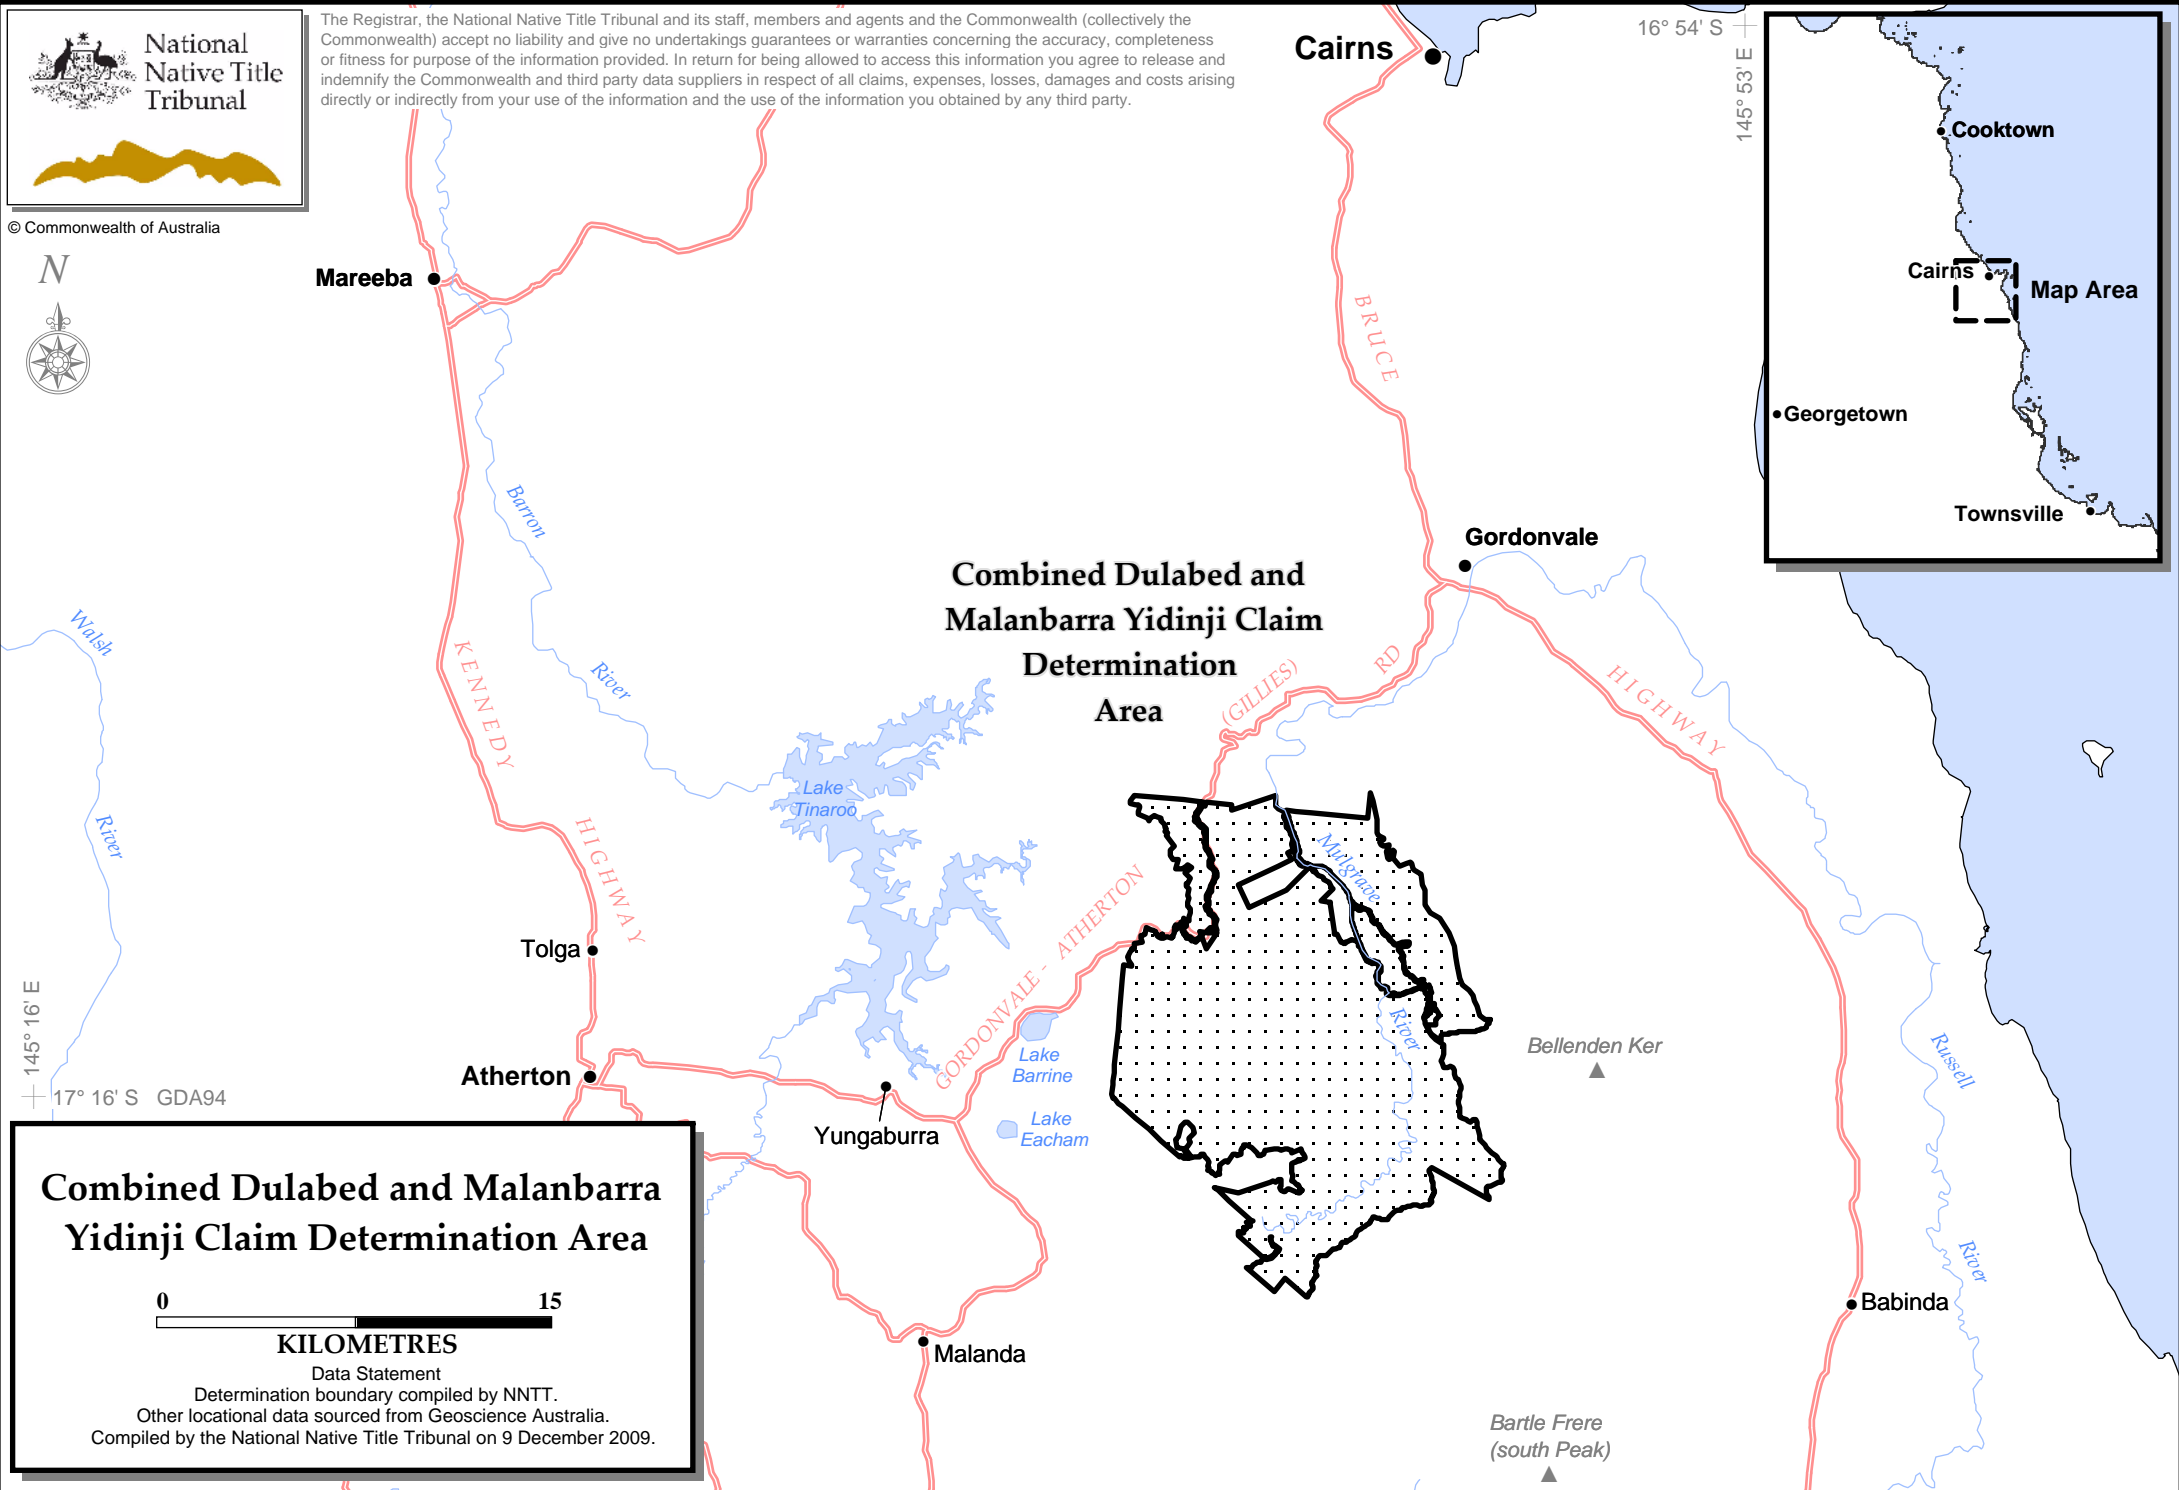 National
Native Title
Tribunal
The Registrar, the National Native Title Tribunal and its staff, members and agents and the Commonwealth (collectively the
Commonwealth) accept no liability and give no undertakings guarantees or warranties concerning the accuracy, completeness
or fitness for purpose of the information provided. In return for being allowed to access this information you agree to release and
indemnify the Commonwealth and third party data suppliers in respect of all claims, expenses, losses, damages and costs arising
directly or indirectly from your use of the information and the use of the information you obtained by any third party.
© Commonwealth of Australia
N
Cairns
16° 54' S
145° 53' E
Cooktown
Cairns
Map Area
Georgetown
Townsville
Mareeba
BRUCE
Barron
River
Gordonvale
Combined Dulabed and
Malanbarra Yidinji Claim
Determination
Area
Walsh
River
KENNEDY
HIGHWAY
(GILLIES)
RD
HIGHWAY
Lake
Tinaroo
Mulgrave
River
GORDONVALE - ATHERTON
Tolga
Atherton
145° 16' E
17° 16' S GDA94
Yungaburra
Lake
Barrine
Lake
Eacham
Bellenden Ker
Russell
River
Babinda
Malanda
Bartle Frere
(south Peak)
Combined Dulabed and Malanbarra
Yidinji Claim Determination Area
0 15
KILOMETRES
Data Statement
Determination boundary compiled by NNTT.
Other locational data sourced from Geoscience Australia.
Compiled by the National Native Title Tribunal on 9 December 2009.